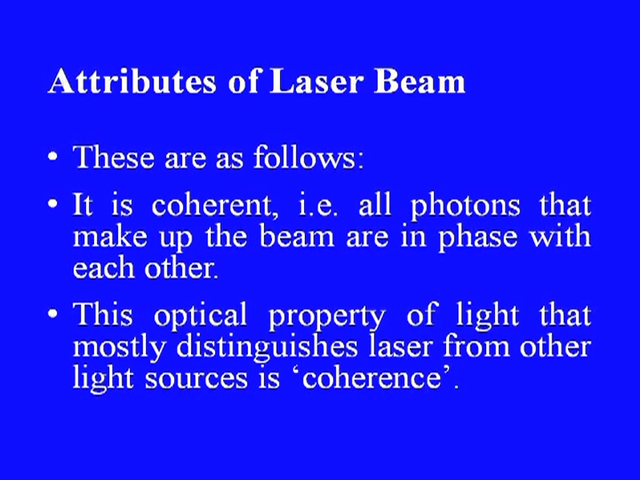 Attributes of Laser Beam
• These are as follows:
• It is coherent, i.e. all photons that
make up the beam are in phase with
each other.
• This optical property of light that
mostly distinguishes laser from other
light sources is ‘coherence’.